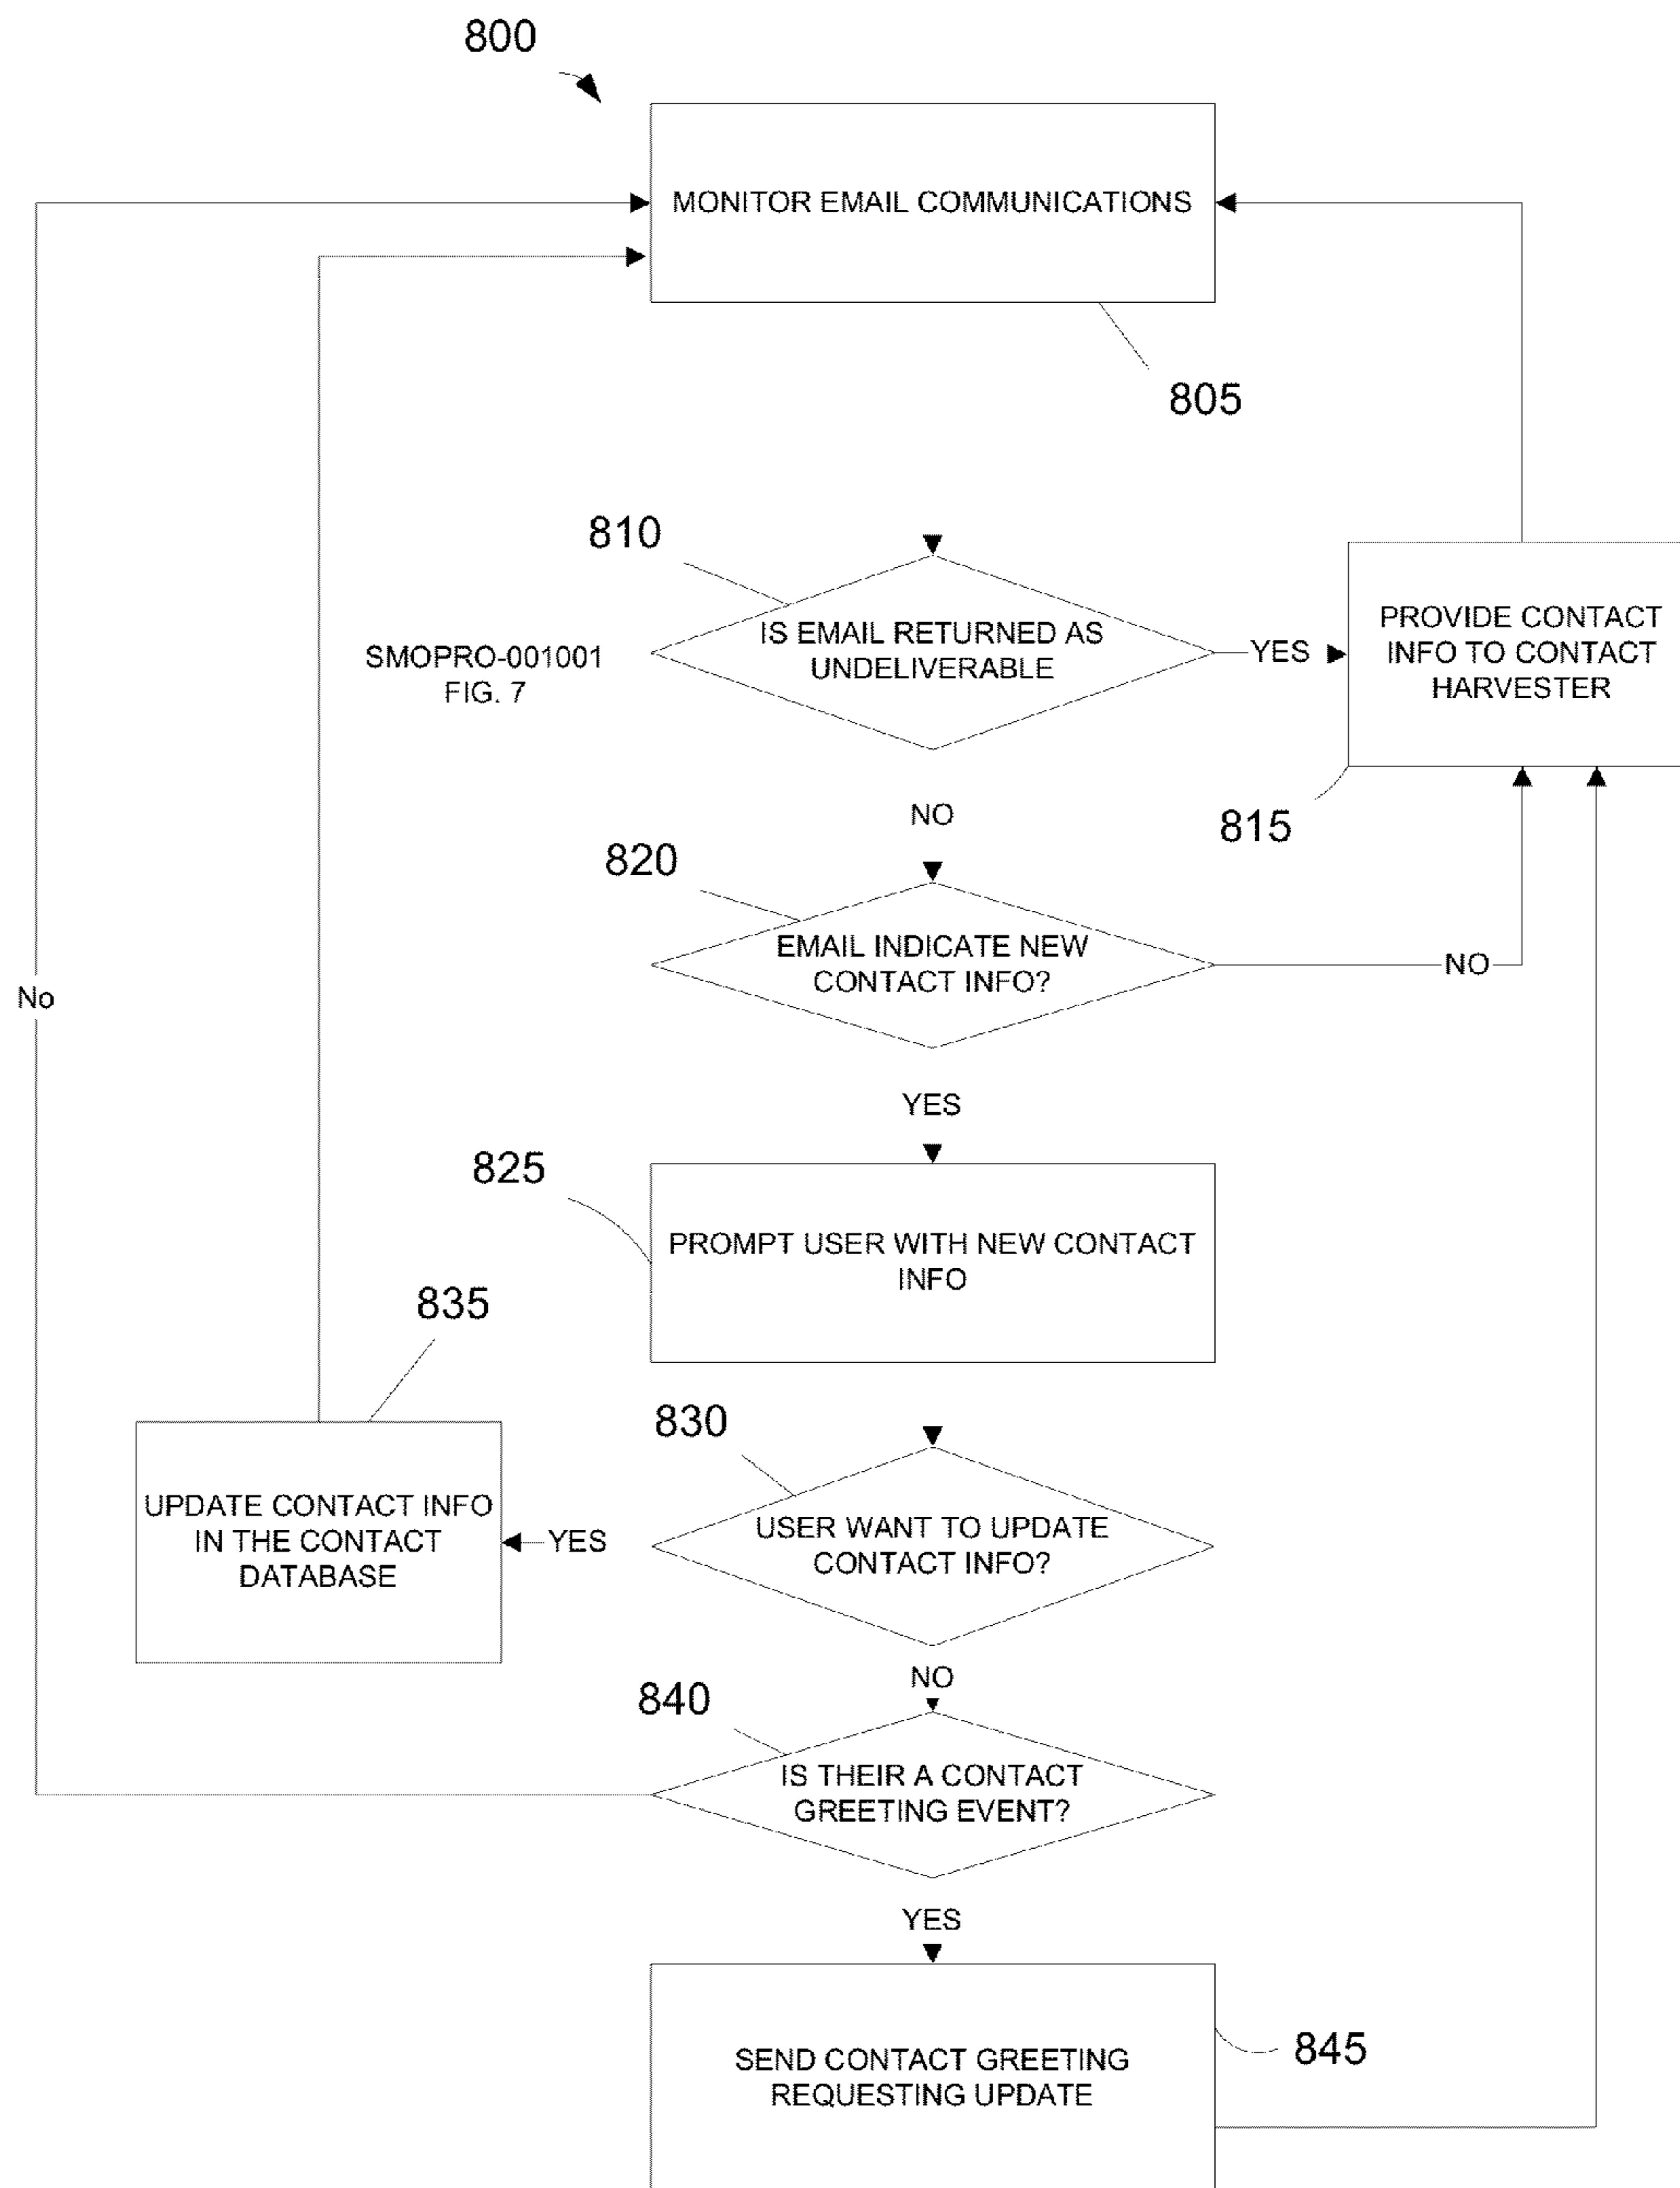 800
MONITOR EMAIL COMMUNICATIONS
805
810
IS EMAIL RETURNED AS
UNDELIVERABLE
YES
PROVIDE CONTACT
INFO TO CONTACT
HARVESTER
SMOPRO-001001
FIG. 7
NO
815
820
EMAIL INDICATE NEW
CONTACT INFO?
NO
No
YES
825
PROMPT USER WITH NEW CONTACT
INFO
835
830
UPDATE CONTACT INFO
IN THE CONTACT
DATABASE
YES
USER WANT TO UPDATE
CONTACT INFO?
NO
840
IS THEIR A CONTACT
GREETING EVENT?
YES
SEND CONTACT GREETING
REQUESTING UPDATE
845